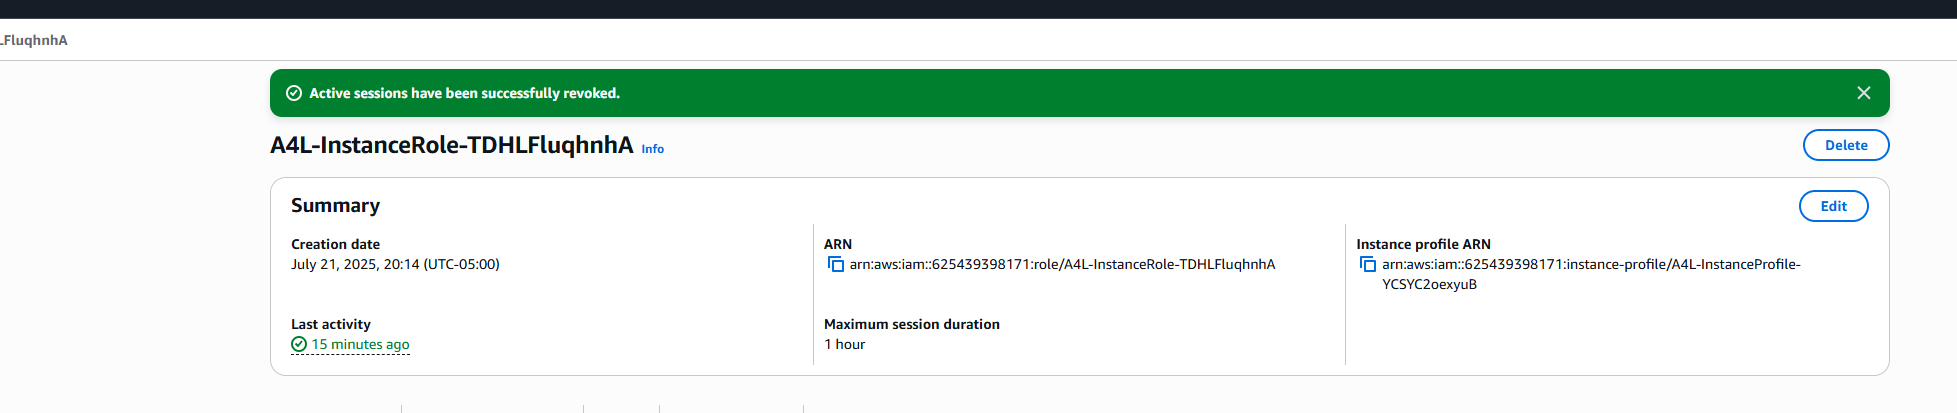 LFluqhnhA
Active sessions have been successfully revoked.
A4L-InstanceRole-TDHLFluqhnhA Info
Delete
Summary
Edit
Creation date
July 21, 2025, 20:14 (UTC-05:00)
ARN
arn:aws:iam::625439398171:role/A4L-InstanceRole-TDHLFluqhnhA
Instance profile ARN
arn:aws:iam::625439398171:instance-profile/A4L-InstanceProfile-
YCSYC2oexyuB
Last activity
15 minutes ago
Maximum session duration
1 hour